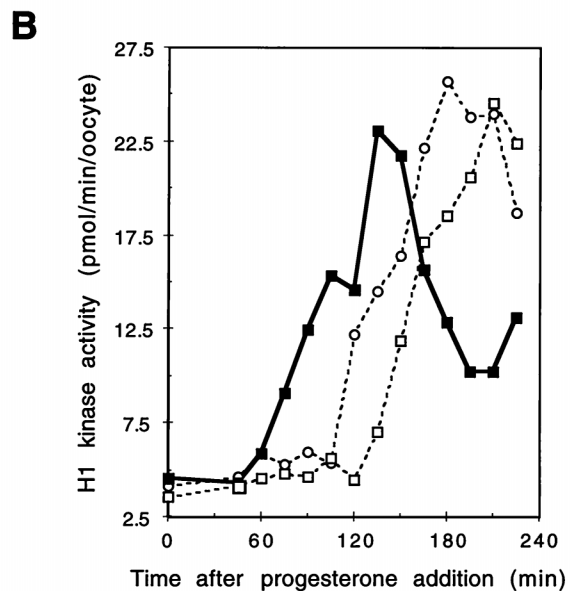 B
H1 kinase activity (pmol/min/oocyte)
27.5
22.5
17.5
12.5
7.5
2.5
0 60 120 180 240
Time after progesterone addition (min)